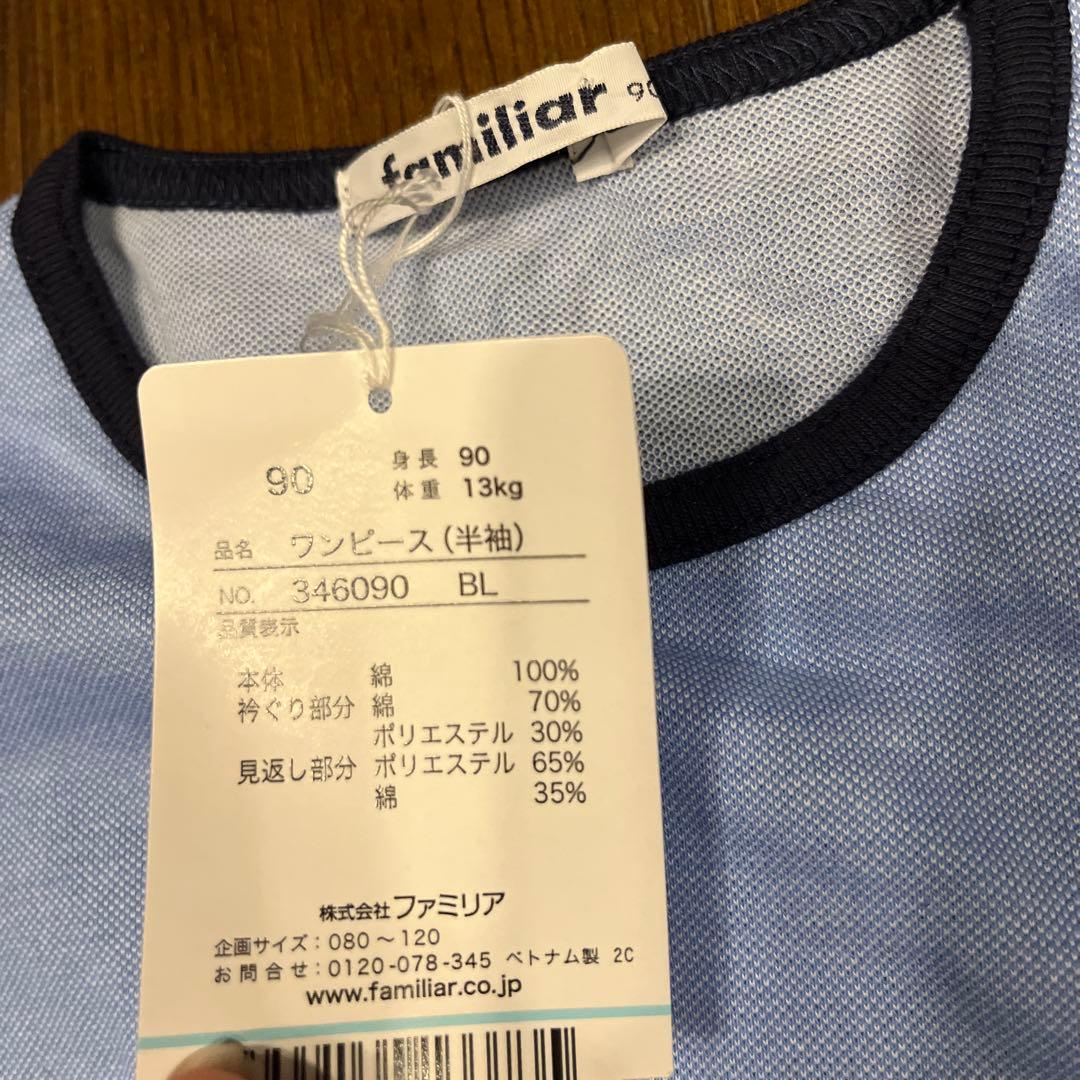 familiar 90
90
身長 90
体重 13kg
品名 ワンピース(半袖)
NO. 346090 BL
品質表示
本体 綿 100%
衿ぐり部分 綿 70%
ポリエステル 30%
見返し部分 ポリエステル 65%
綿 35%
株式会社ファミリア
企画サイズ:080～120
お問合せ:0120-078-345 ベトナム製 2C
www.familiar.co.jp